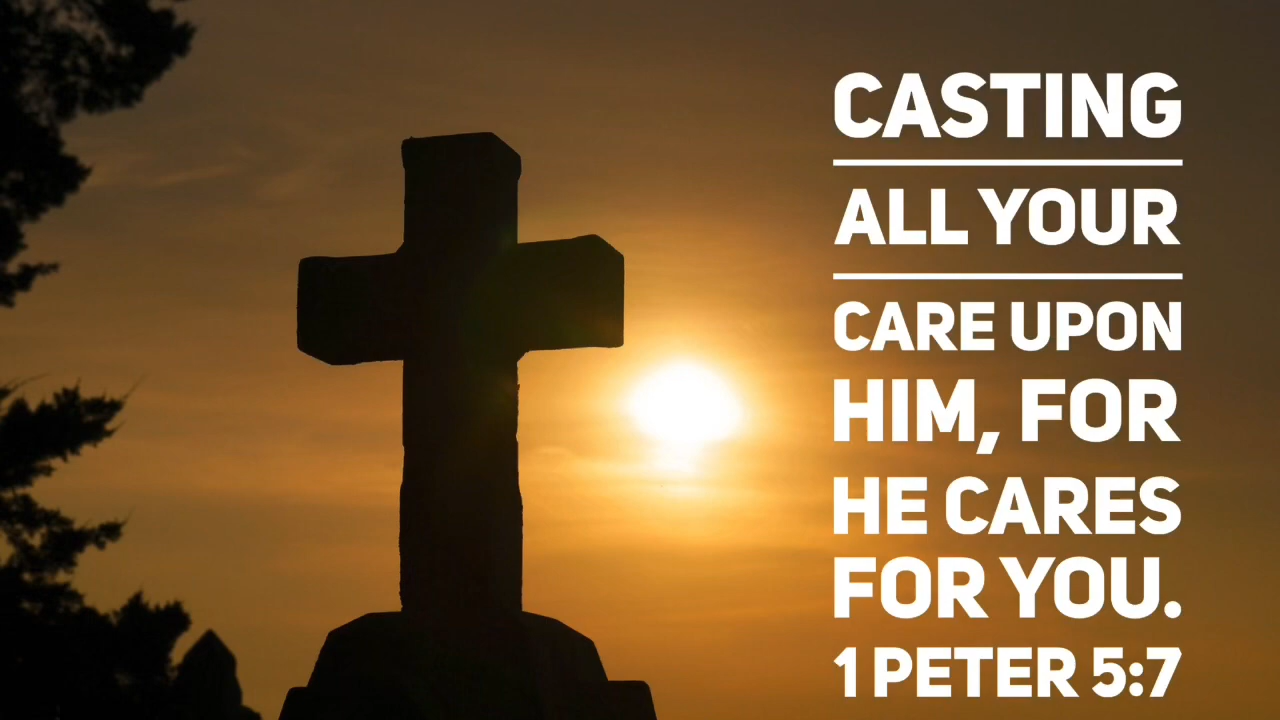 CASTING
ALL YOUR
CARE UPON
HIM, FOR
HE CARES
FOR YOU.
1 PETER 5:7